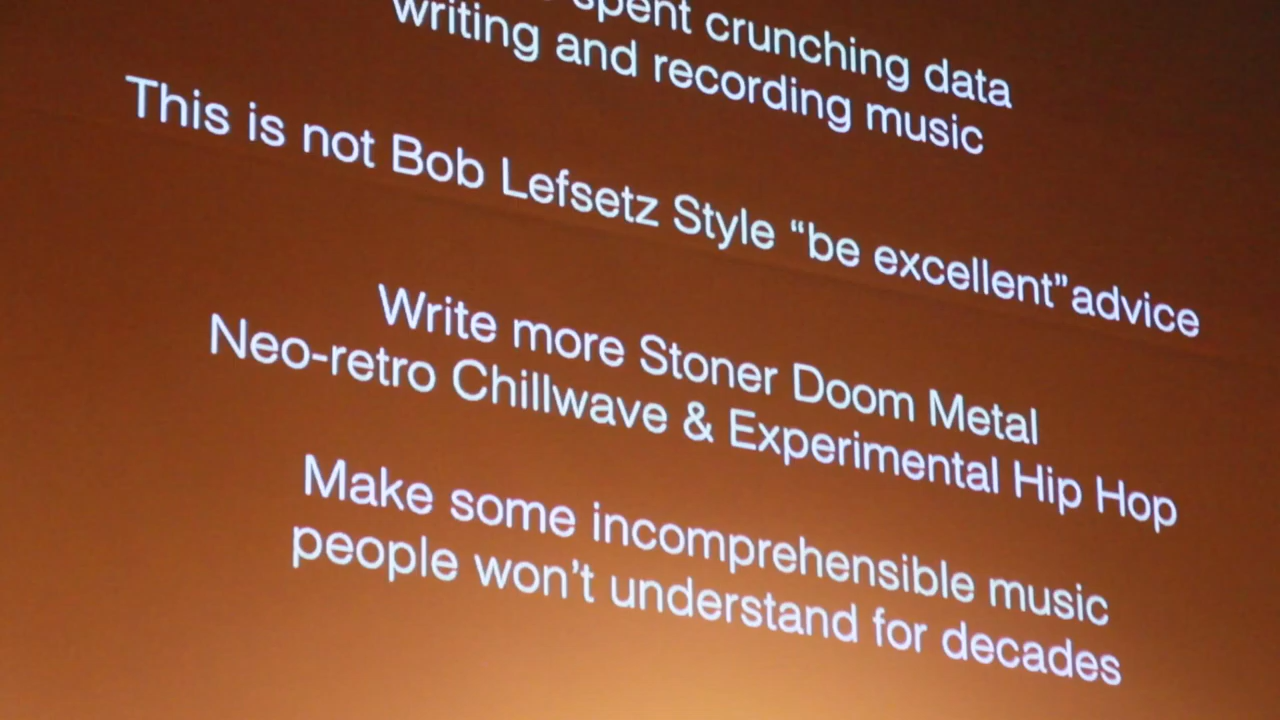 spent crunching data
writing and recording music
This is not Bob Lefsetz Style “be excellent”advice
Write more Stoner Doom Metal
Neo-retro Chillwave & Experimental Hip Hop
Make some incomprehensible music
people won’t understand for decades